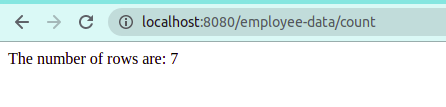 localhost:8080/employee-data/count
The number of rows are: 7